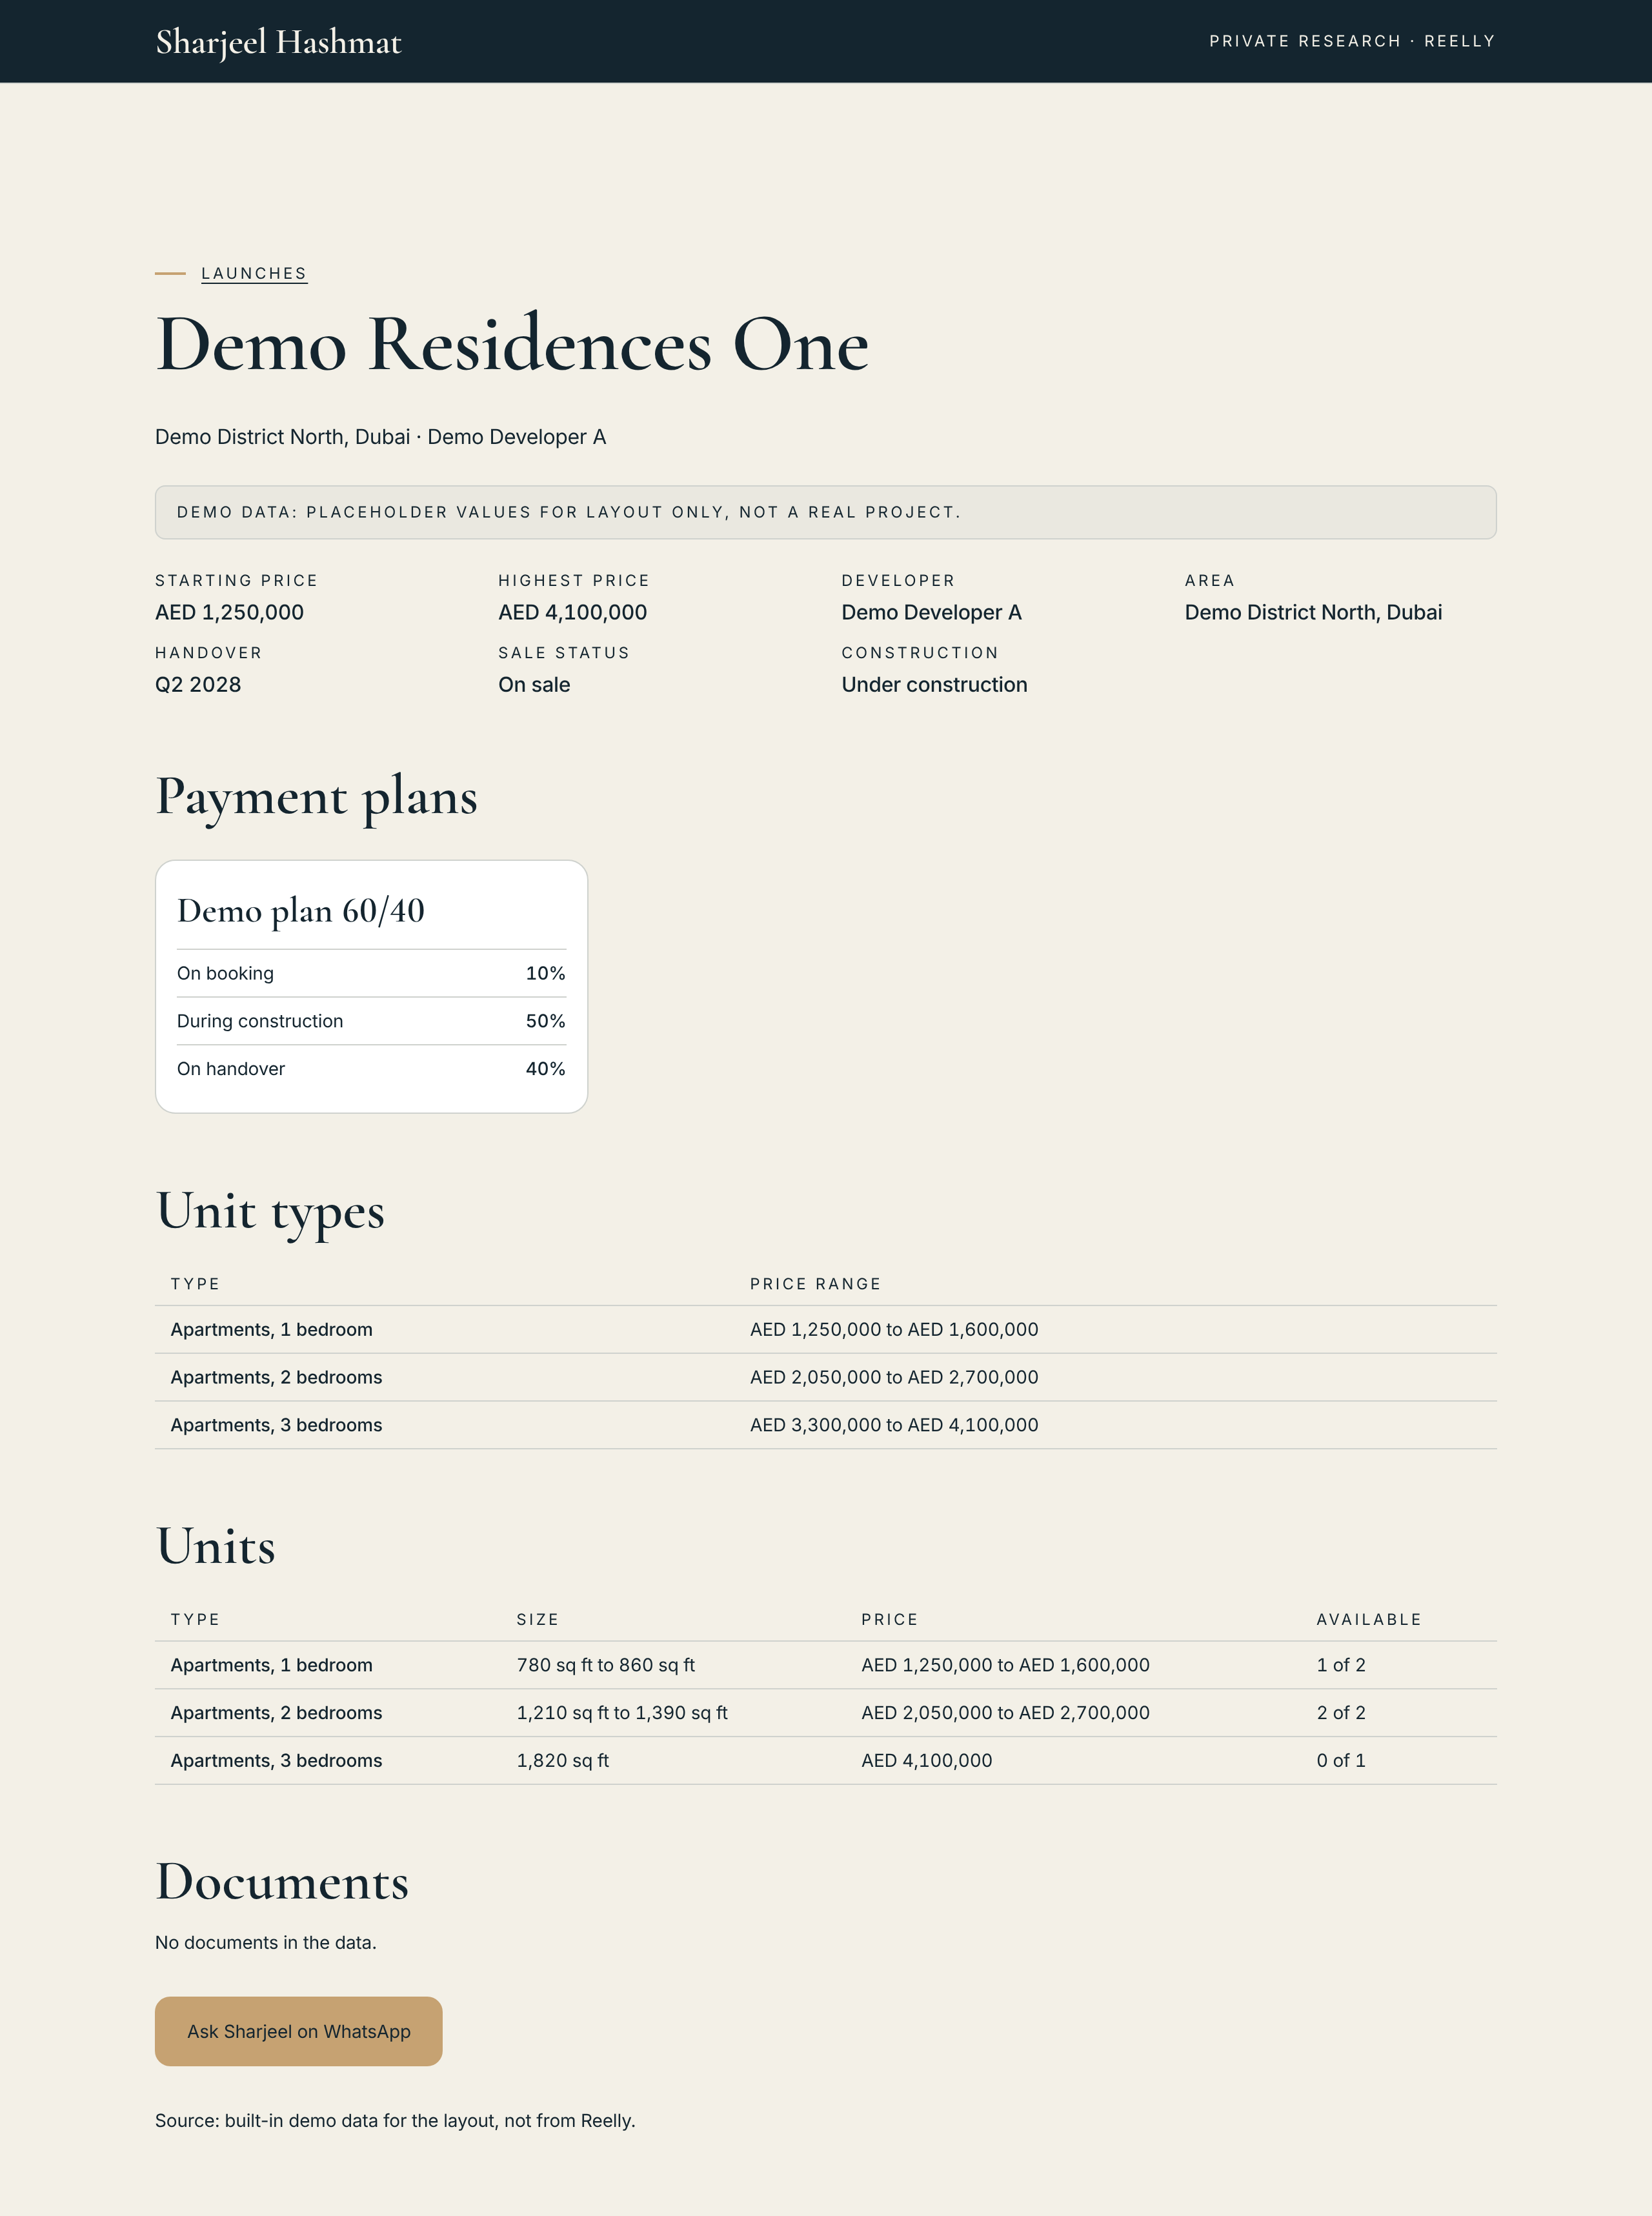 Sharjeel Hashmat
PRIVATE RESEARCH · REELLY
LAUNCHES
Demo Residences One
Demo District North, Dubai · Demo Developer A
DEMO DATA: PLACEHOLDER VALUES FOR LAYOUT ONLY, NOT A REAL PROJECT.
STARTING PRICE HIGHEST PRICE DEVELOPER AREA
AED 1,250,000 AED 4,100,000 Demo Developer A Demo District North, Dubai
HANDOVER SALE STATUS CONSTRUCTION
Q2 2028 On sale Under construction
Payment plans
Demo plan 60/40
On booking 10%
During construction 50%
On handover 40%
Unit types
TYPE PRICE RANGE
Apartments, 1 bedroom AED 1,250,000 to AED 1,600,000
Apartments, 2 bedrooms AED 2,050,000 to AED 2,700,000
Apartments, 3 bedrooms AED 3,300,000 to AED 4,100,000
Units
TYPE SIZE PRICE AVAILABLE
Apartments, 1 bedroom 780 sq ft to 860 sq ft AED 1,250,000 to AED 1,600,000 1 of 2
Apartments, 2 bedrooms 1,210 sq ft to 1,390 sq ft AED 2,050,000 to AED 2,700,000 2 of 2
Apartments, 3 bedrooms 1,820 sq ft AED 4,100,000 0 of 1
Documents
No documents in the data.
Ask Sharjeel on WhatsApp
Source: built-in demo data for the layout, not from Reelly.